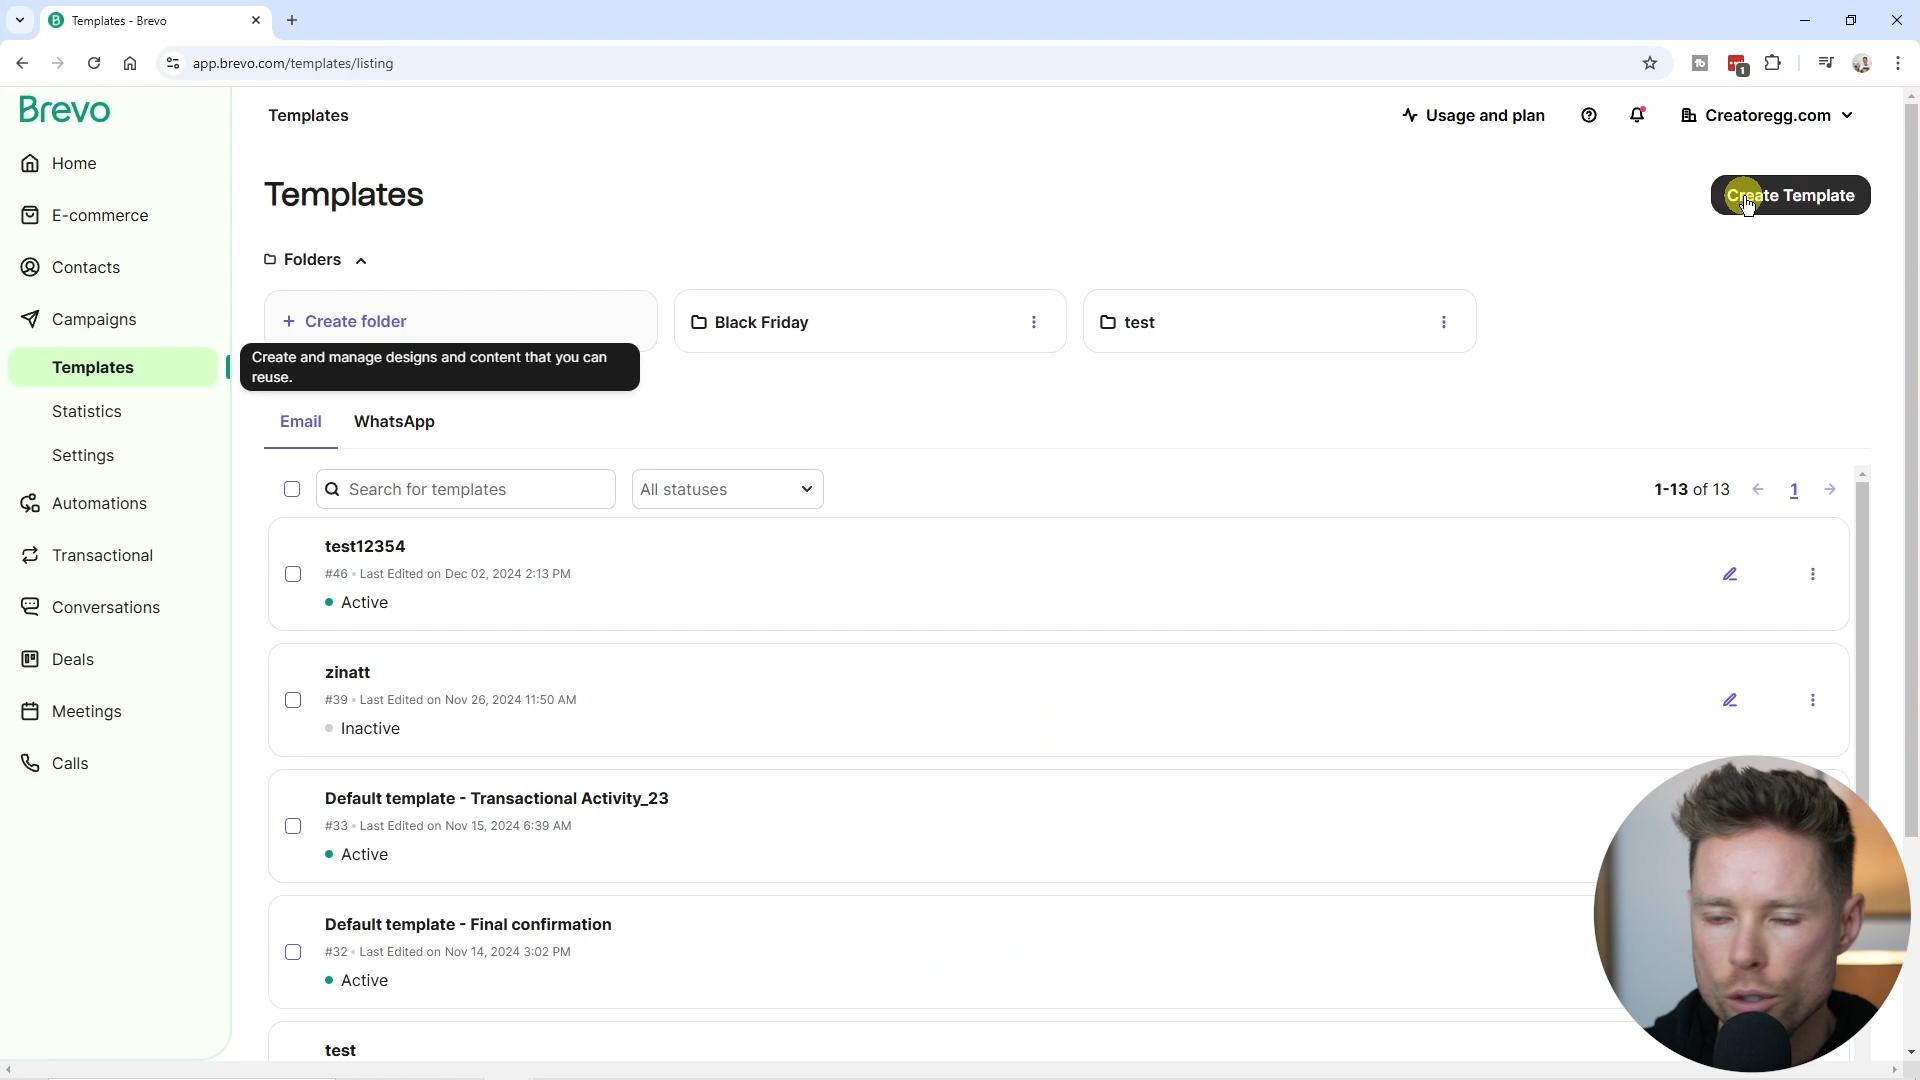 Templates - Brevo
app.brevo.com/templates/listing
1
Brevo
Home
E-commerce
Contacts
Campaigns
Templates
Statistics
Settings
Automations
Transactional
Conversations
Deals
Meetings
Calls
Templates
Usage and plan
Creatoregg.com
Templates
Create Template
Folders
+ Create folder
Black Friday
test
Create and manage designs and content that you can
reuse.
Email WhatsApp
Search for templates
All statuses
1-13 of 13
1
test12354
#46 • Last Edited on Dec 02, 2024 2:13 PM
Active
zinatt
#39 • Last Edited on Nov 26, 2024 11:50 AM
Inactive
Default template - Transactional Activity_23
#33 • Last Edited on Nov 15, 2024 6:39 AM
Active
Default template - Final confirmation
#32 • Last Edited on Nov 14, 2024 3:02 PM
Active
test